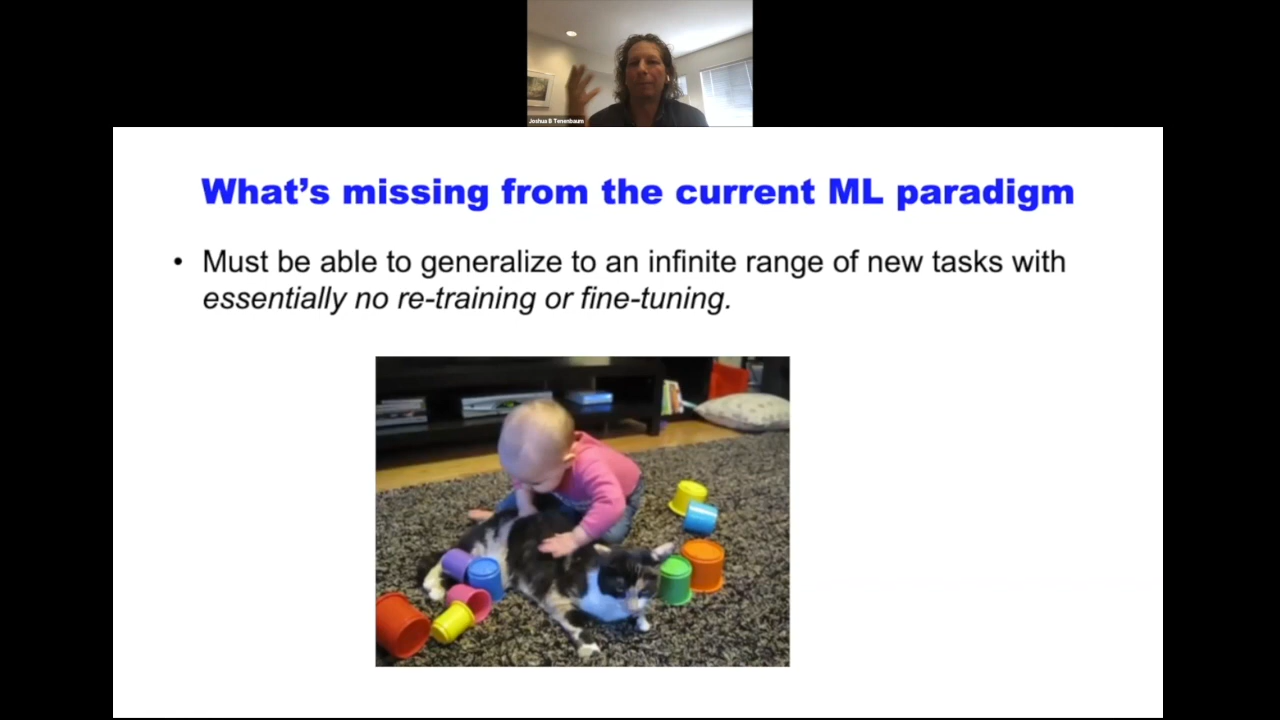 Joshua B Tenenbaum
What's missing from the current ML paradigm
• Must be able to generalize to an infinite range of new tasks with
essentially no re-training or fine-tuning.